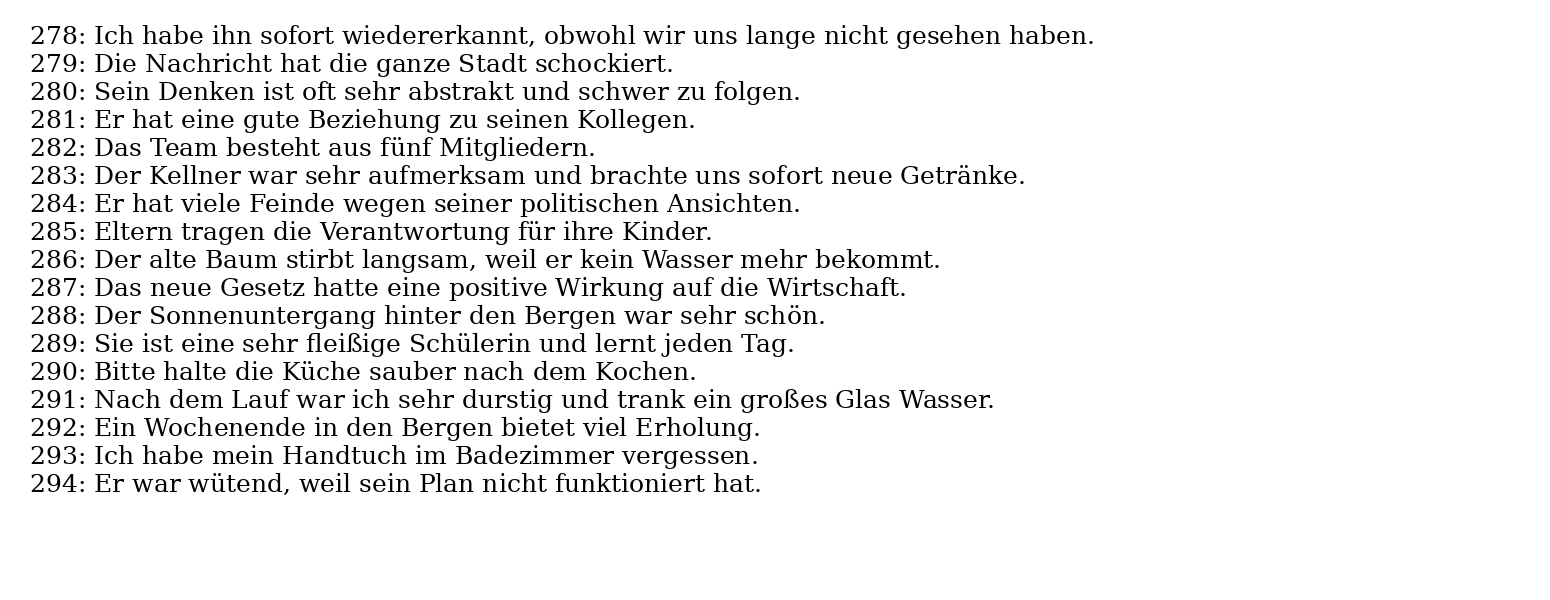 278: Ich habe ihn sofort wiedererkannt, obwohl wir uns lange nicht gesehen haben.
279: Die Nachricht hat die ganze Stadt schockiert.
280: Sein Denken ist oft sehr abstrakt und schwer zu folgen.
281: Er hat eine gute Beziehung zu seinen Kollegen.
282: Das Team besteht aus fünf Mitgliedern.
283: Der Kellner war sehr aufmerksam und brachte uns sofort neue Getränke.
284: Er hat viele Feinde wegen seiner politischen Ansichten.
285: Eltern tragen die Verantwortung für ihre Kinder.
286: Der alte Baum stirbt langsam, weil er kein Wasser mehr bekommt.
287: Das neue Gesetz hatte eine positive Wirkung auf die Wirtschaft.
288: Der Sonnenuntergang hinter den Bergen war sehr schön.
289: Sie ist eine sehr fleißige Schülerin und lernt jeden Tag.
290: Bitte halte die Küche sauber nach dem Kochen.
291: Nach dem Lauf war ich sehr durstig und trank ein großes Glas Wasser.
292: Ein Wochenende in den Bergen bietet viel Erholung.
293: Ich habe mein Handtuch im Badezimmer vergessen.
294: Er war wütend, weil sein Plan nicht funktioniert hat.